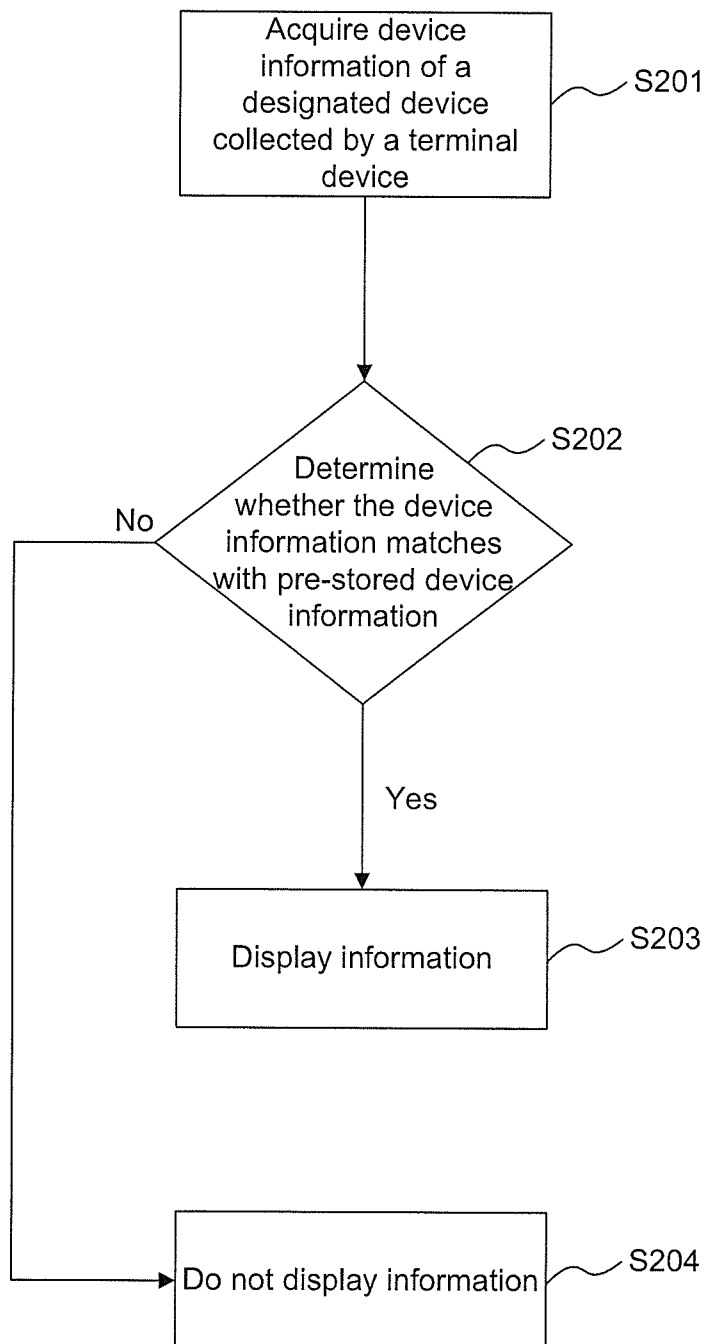 Acquire device
information of a
designated device
collected by a terminal
device
S201
S202
Determine
whether the device
information matches
with pre-stored device
information
No
Yes
Display information
S203
Do not display information
S204